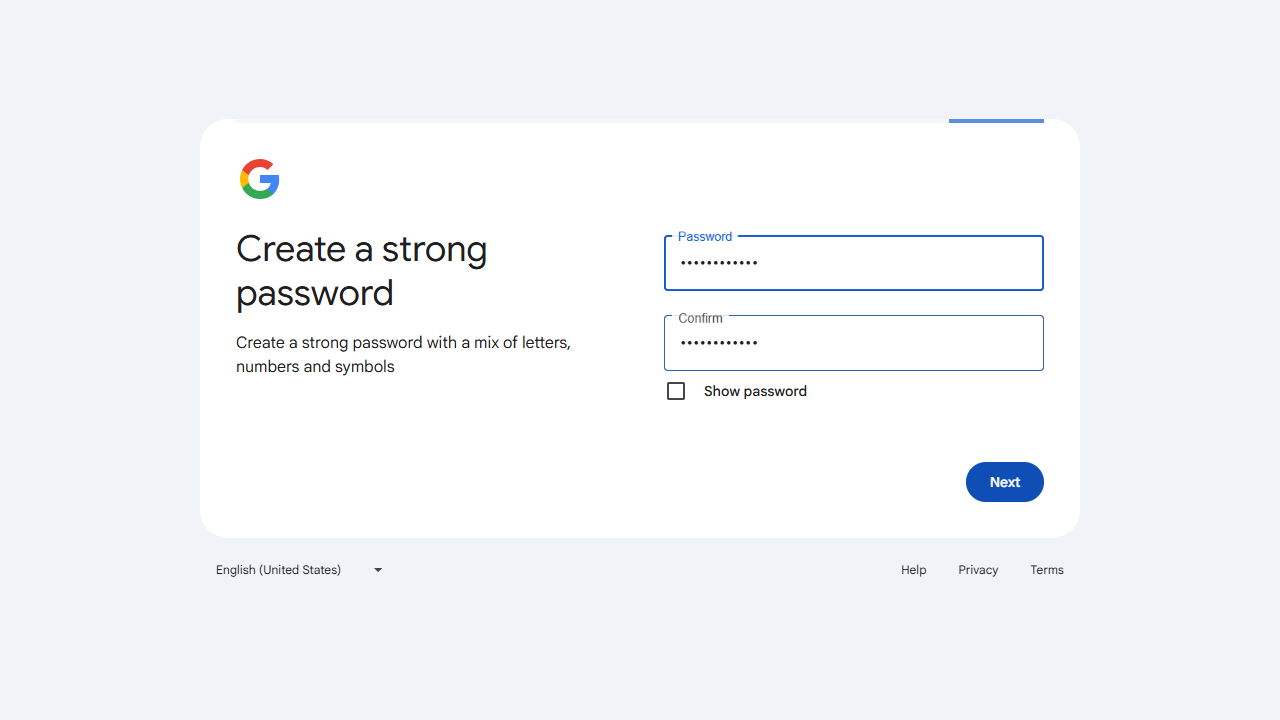 Create a strong
password
Create a strong password with a mix of letters,
numbers and symbols
Password
••••••••••••
Confirm
••••••••••••
Show password
Next
English (United States)
Help Privacy Terms